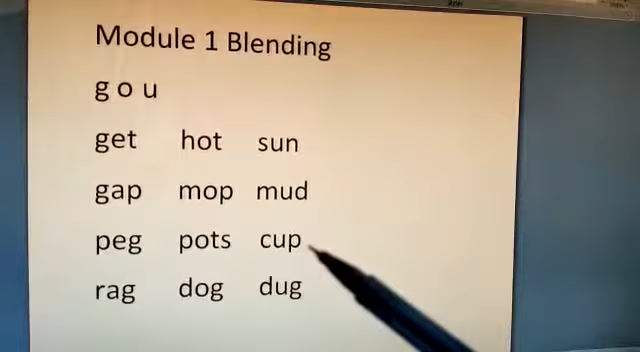 Module 1 Blending
g o u
get hot sun
gap mop mud
peg pots cup
rag dog dug